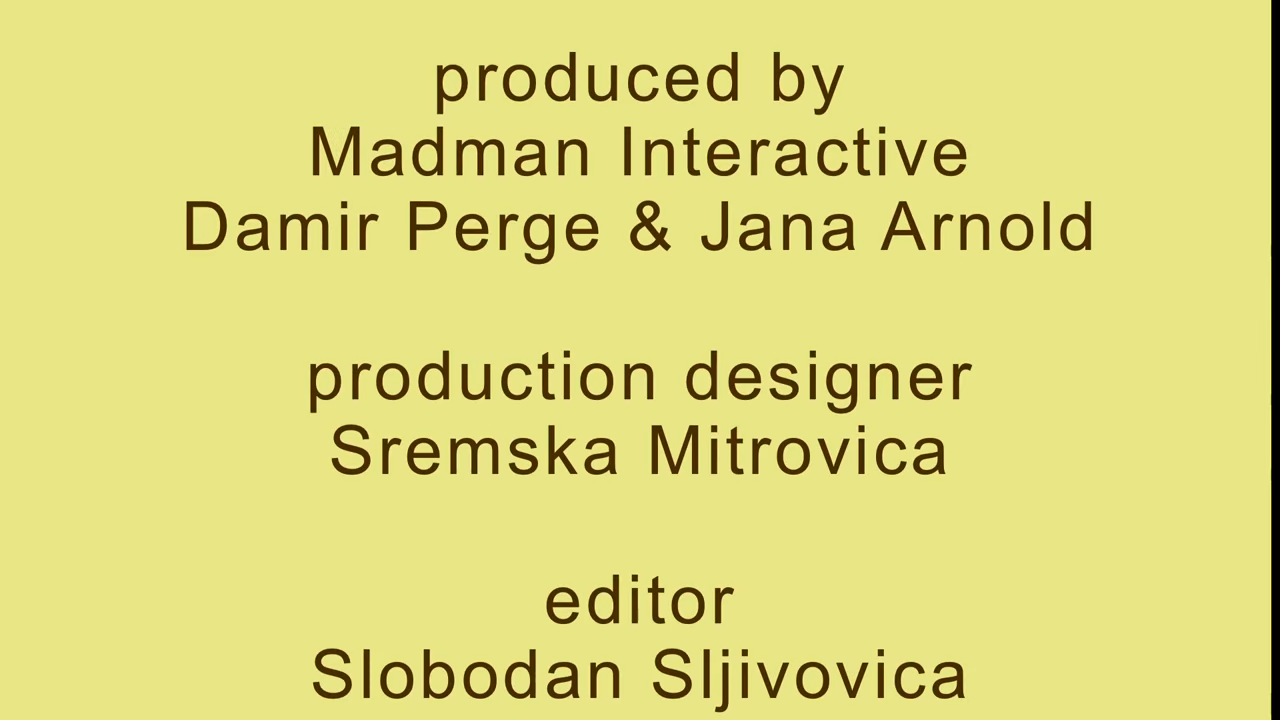 produced by
Madman Interactive
Damir Perge & Jana Arnold
production designer
Sremska Mitrovica
editor
Slobodan Sljivovica